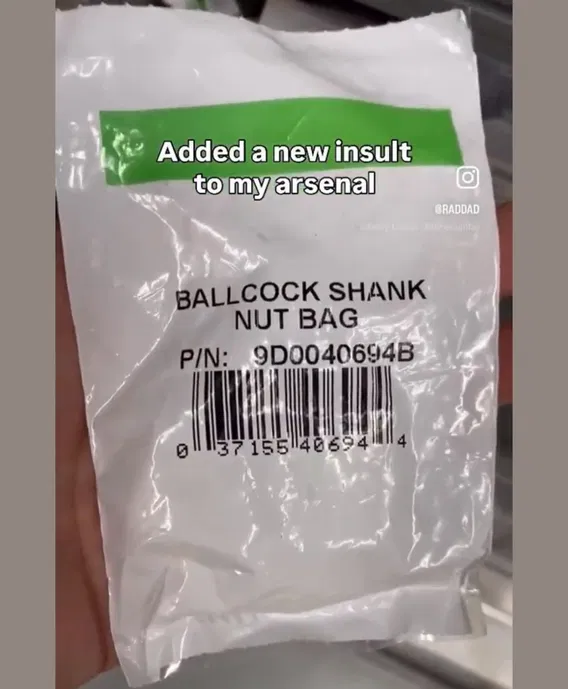 Added a new insult
to my arsenal
@RADDAD
BALLCOCK SHANK
NUT BAG
P/N: 9D0040694B
0 37155 40694 4